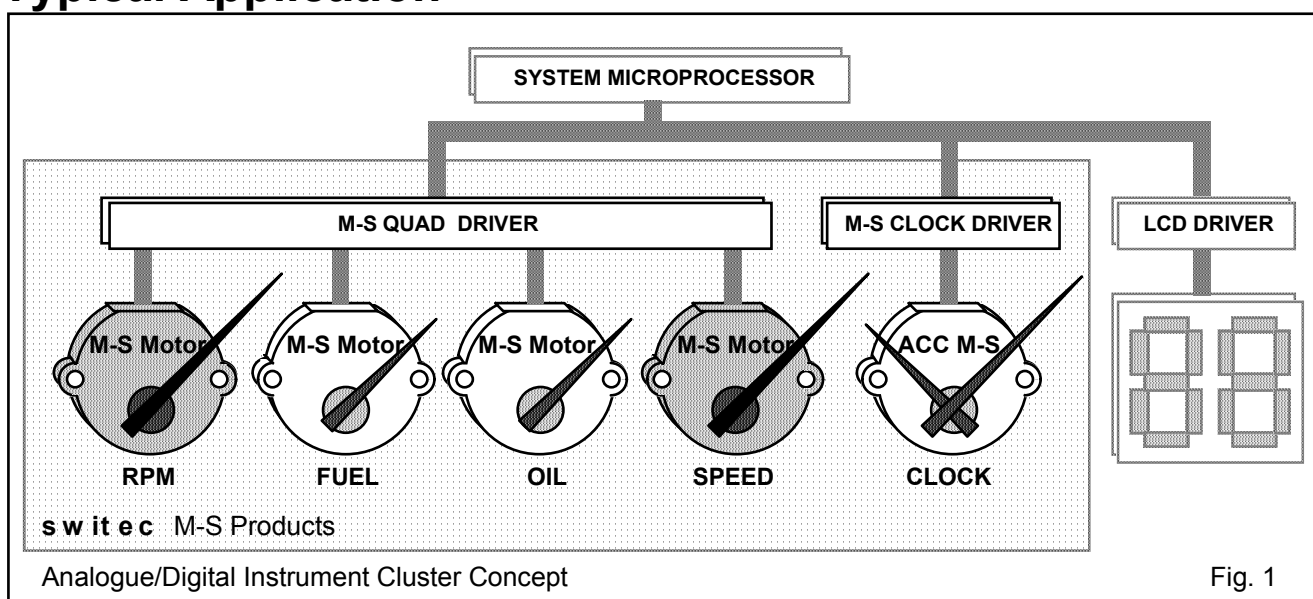 Typical Application
SYSTEM MICROPROCESSOR
M-S QUAD DRIVER
M-S CLOCK DRIVER
LCD DRIVER
M-S Motor
M-S Motor
M-S Motor
M-S Motor
ACC M-S
RPM
FUEL
OIL
SPEED
CLOCK
switec M-S Products
Analogue/Digital Instrument Cluster Concept
Fig. 1